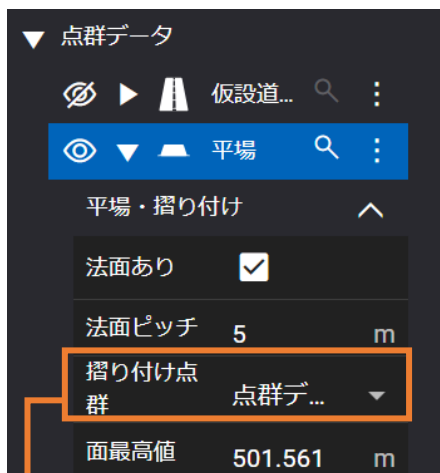 点群データ
仮設道...
平場
平場・摺り付け
法面あり
法面ピッチ 5 m
摺り付け点
群 点群デ...
面最高値 501.561 m